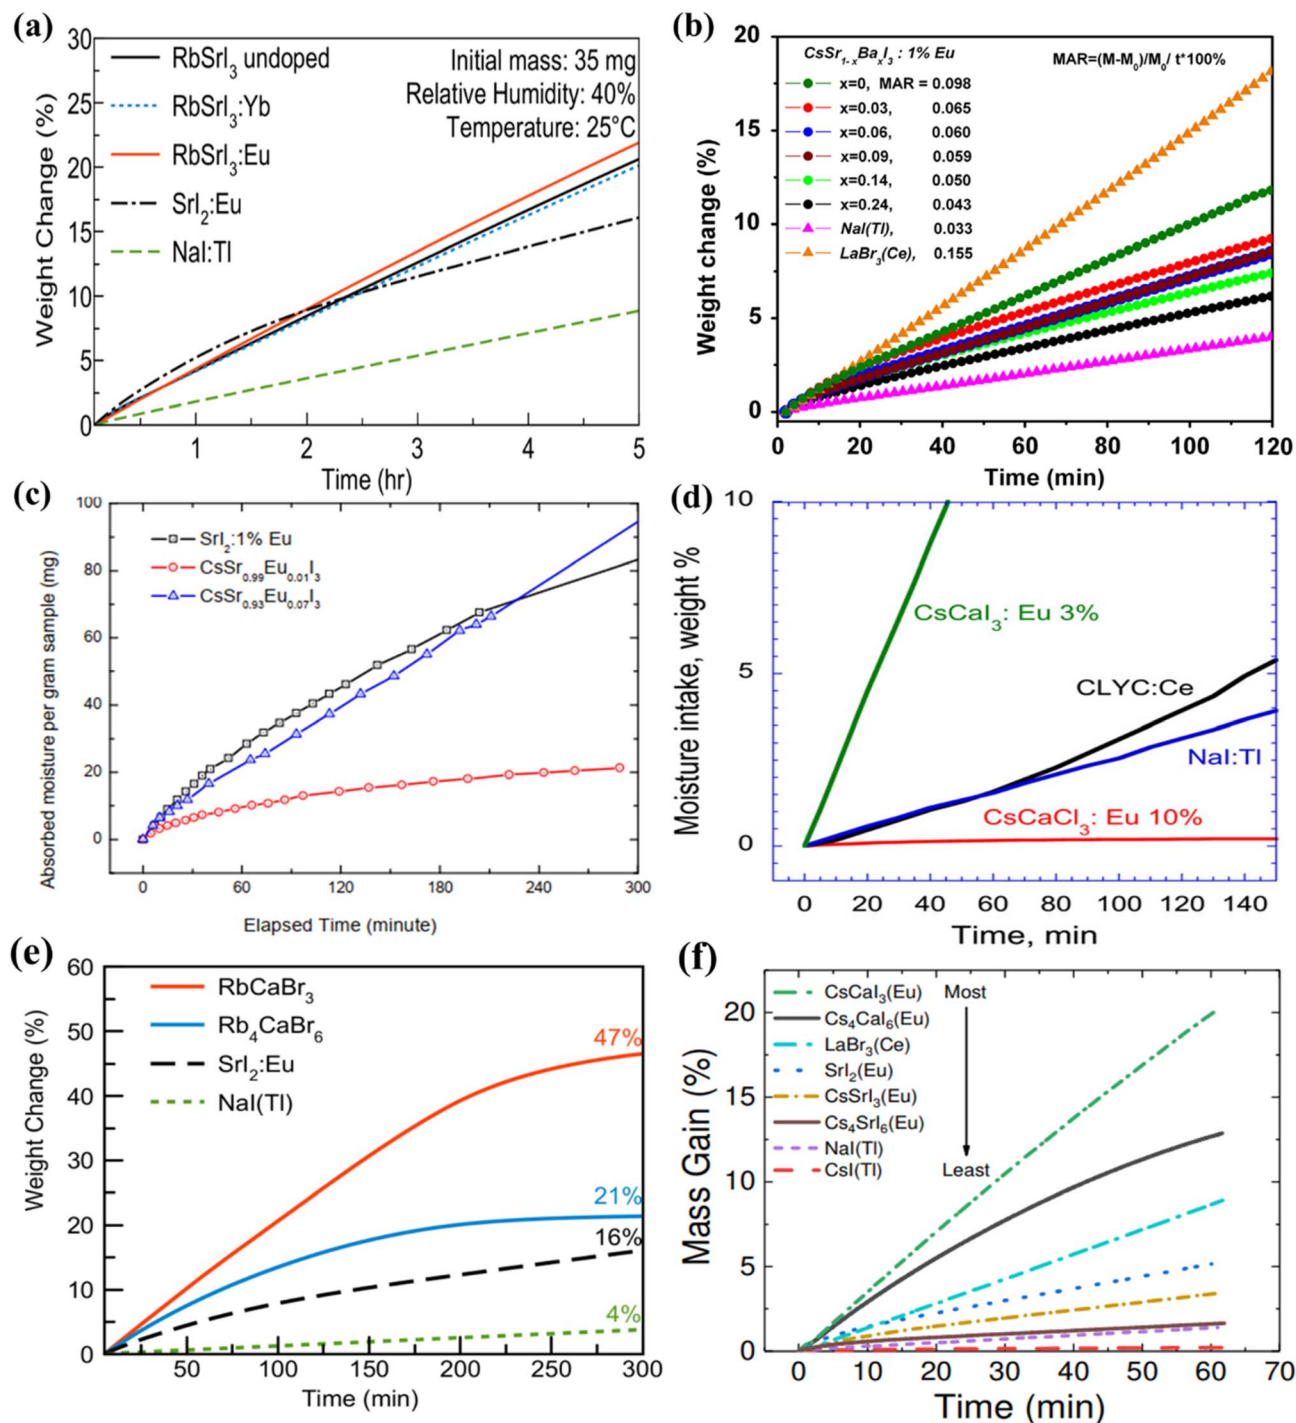 (a)
30
25
20
15
10
5
0
Weight Change (%)
RbSrI3 undoped
RbSrI3:Yb
RbSrI3:Eu
SrI2:Eu
NaI:Tl
Initial mass: 35 mg
Relative Humidity: 40%
Temperature: 25°C
1 2 3 4 5
Time (hr)
(b)
20
15
10
5
0
Weight change (%)
CsSr1-xBaxI3 : 1% Eu
MAR=(M-M0)/M0/ t*100%
x=0, MAR = 0.098
x=0.03, 0.065
x=0.06, 0.060
x=0.09, 0.059
x=0.14, 0.050
x=0.24, 0.043
NaI(Tl), 0.033
LaBr3(Ce), 0.155
0 20 40 60 80 100 120
Time (min)
(c)
100
80
60
40
20
0
Absorbed moisture per gram sample (mg)
SrI2:1% Eu
CsSr0.99Eu0.01I3
CsSr0.93Eu0.07I3
0 60 120 180 240 300
Elapsed Time (minute)
(d)
10
5
0
Moisture intake, weight %
CsCaI3: Eu 3%
CLYC:Ce
NaI:Tl
CsCaCl3: Eu 10%
0 20 40 60 80 100 120 140
Time, min
(e)
60
50
40
30
20
10
0
Weight Change (%)
RbCaBr3
Rb4CaBr6
SrI2:Eu
NaI(Tl)
47%
21%
16%
4%
50 100 150 200 250 300
Time (min)
(f)
20
15
10
5
0
Mass Gain (%)
CsCaI3(Eu) Most
Cs4CaI6(Eu)
LaBr3(Ce)
SrI2(Eu)
CsSrI3(Eu)
Cs4SrI6(Eu)
NaI(Tl)
CsI(Tl) Least
0 10 20 30 40 50 60 70
Time (min)